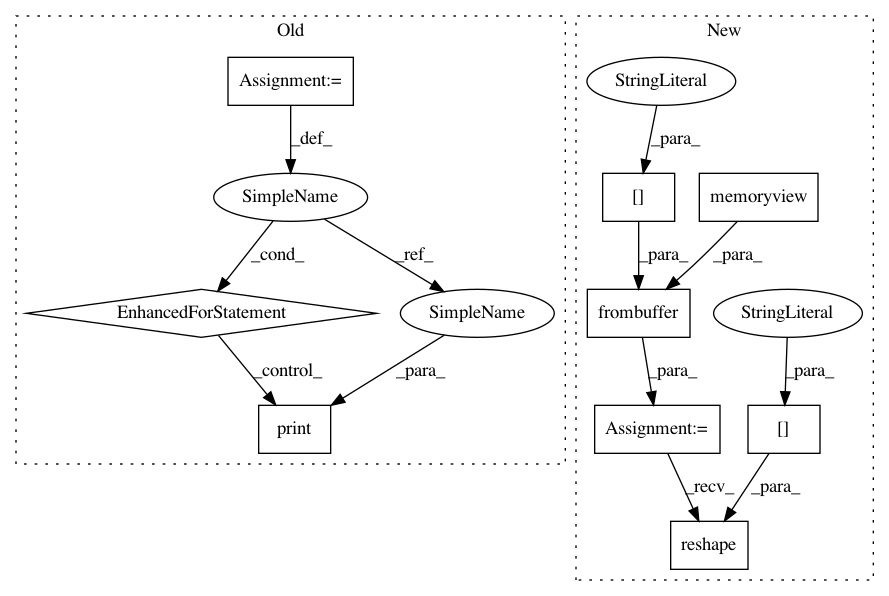 Old
New
Assignment:=
StringLiteral
_def_
_para_
SimpleName
[]
memoryview
_cond_
_ref_
_para_
_para_
EnhancedForStatement
SimpleName
frombuffer
StringLiteral
_control_
_para_
_para_
_para_
print
Assignment:=
[]
_recv_
_para_
reshape